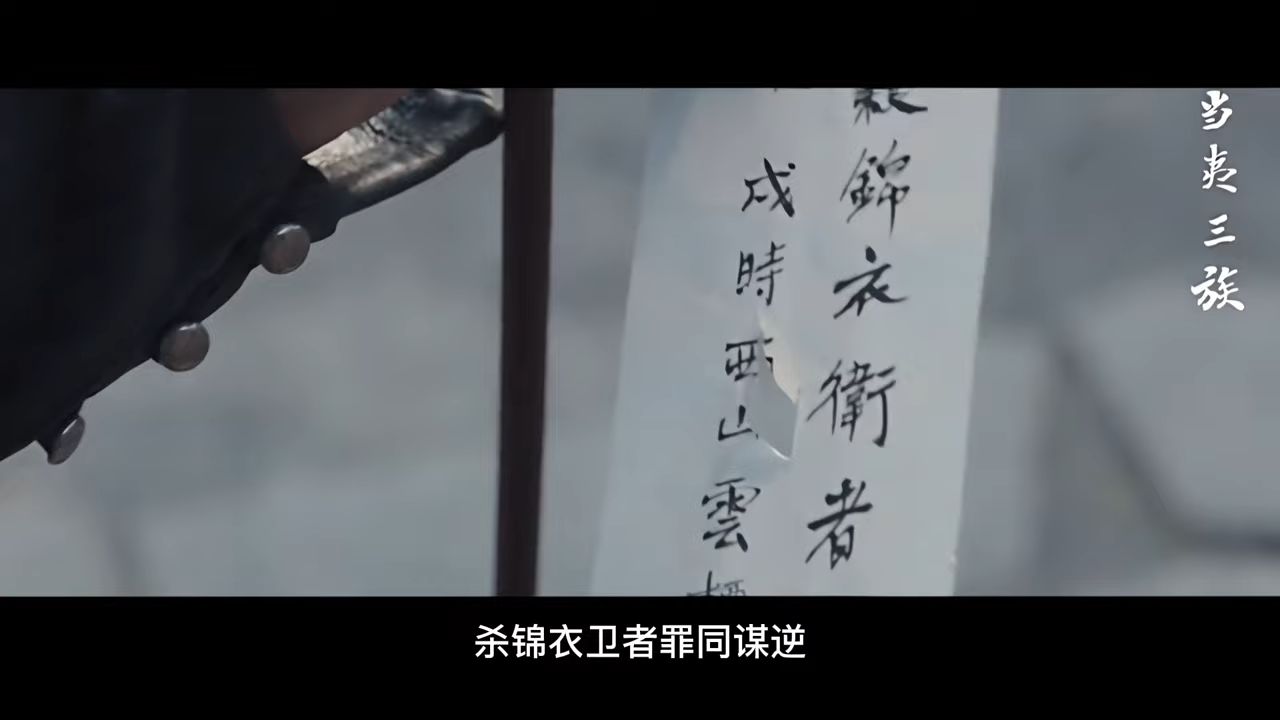 当夷三族
錦衣衛者
戌時西山雲
杀锦衣卫者罪同谋逆